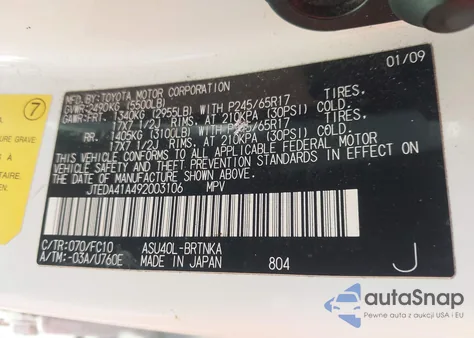 7
URE GRAVE
TAIRE.
MFD. BY: TOYOTA MOTOR CORPORATION 01/09
GVWR: 2490KG (5500LB)
GAWR: FRT. 1340KG (2955LB) WITH P245/65R17
17X7 1/2J RIMS, AT 210KPA (30PSI) COLD
RR. 1405KG (3100LB) WITH P245/65R17
17X7 1/2J RIMS, AT 210KPA (30PSI) COLD
THIS VEHICLE CONFORMS TO ALL APPLICABLE FEDERAL MOTOR
VEHICLE SAFETY AND THEFT PREVENTION STANDARDS IN EFFECT
ON THE DATE OF MANUFACTURE SHOWN ABOVE.
JTEDA41A492003106 MPV
C/TR: 070/FC10 ASU40L-BRTNKA
A/TM: -03A/U760E MADE IN JAPAN 804 J
autoSnap
Pewne auta z aukcji USA i EU